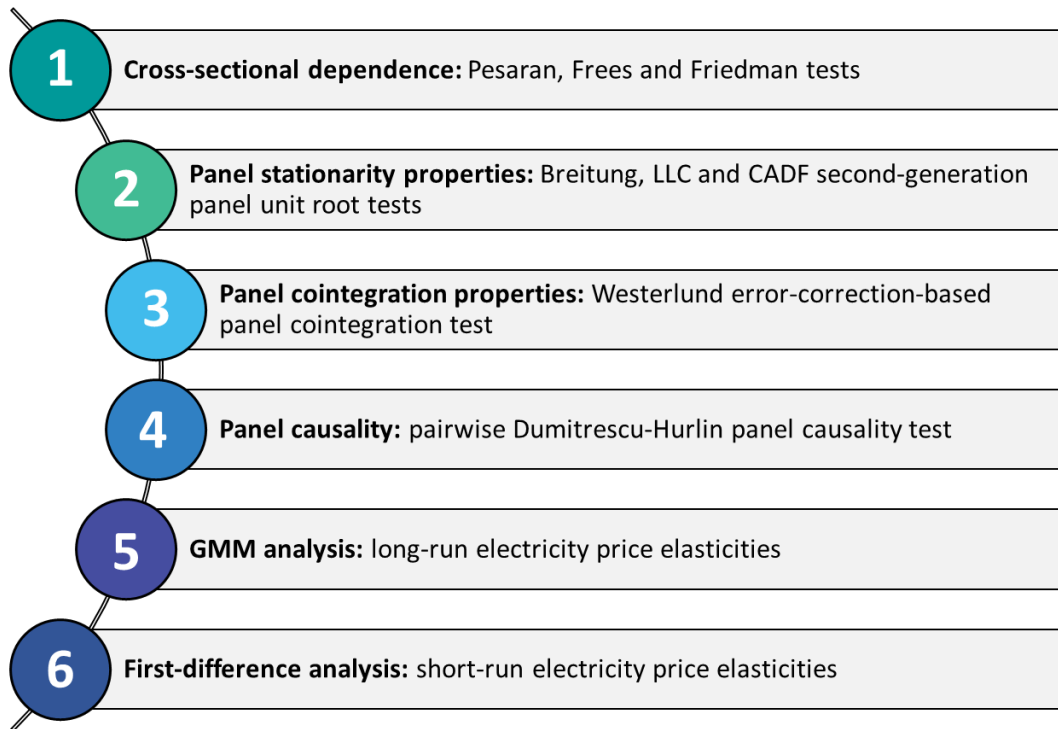 1
Cross-sectional dependence: Pesaran, Frees and Friedman tests
2
Panel stationarity properties: Breitung, LLC and CADF second-generation
panel unit root tests
3
Panel cointegration properties: Westerlund error-correction-based
panel cointegration test
4
Panel causality: pairwise Dumitrescu-Hurlin panel causality test
5
GMM analysis: long-run electricity price elasticities
6
First-difference analysis: short-run electricity price elasticities